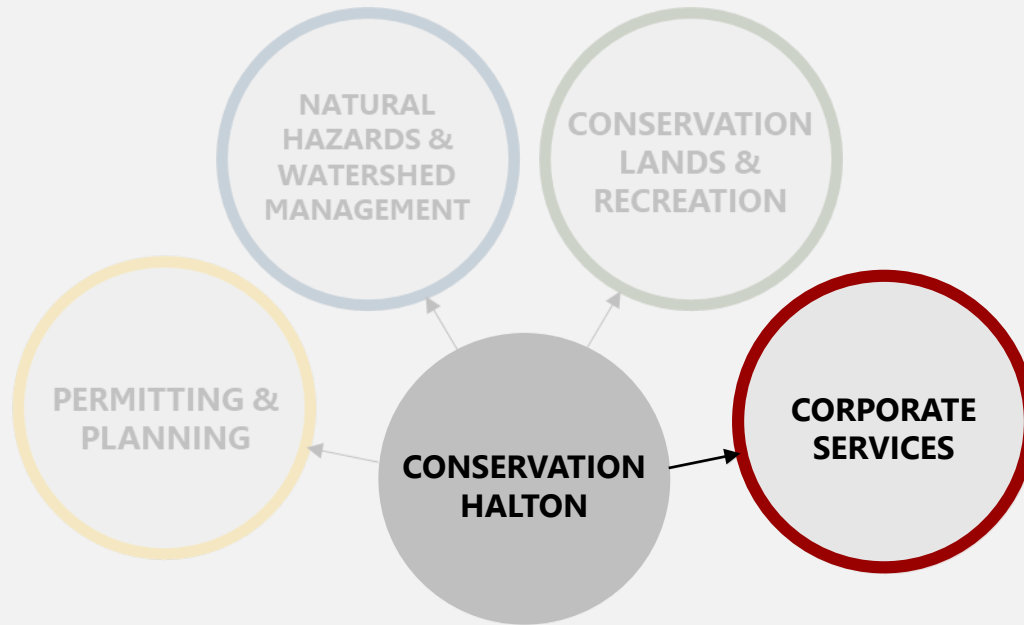 NATURAL
HAZARDS &
WATERSHED
MANAGEMENT
CONSERVATION
LANDS &
RECREATION
PERMITTING &
PLANNING
CONSERVATION
HALTON
CORPORATE
SERVICES